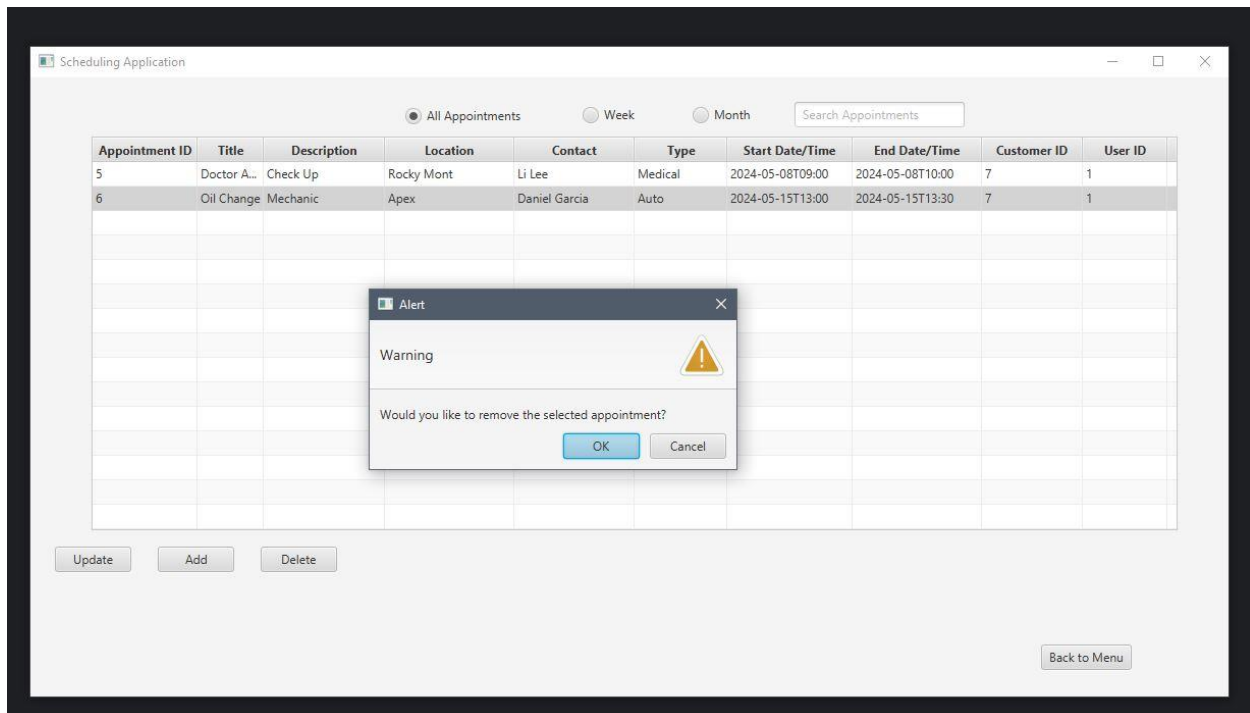 Scheduling Application
All Appointments Week Month Search Appointments
Appointment ID Title Description Location Contact Type Start Date/Time End Date/Time Customer ID User ID
5 Doctor A... Check Up Rocky Mont Li Lee Medical 2024-05-08T09:00 2024-05-08T10:00 7 1
6 Oil Change Mechanic Apex Daniel Garcia Auto 2024-05-15T13:00 2024-05-15T13:30 7 1
Alert
Warning
Would you like to remove the selected appointment?
OK Cancel
Update Add Delete
Back to Menu